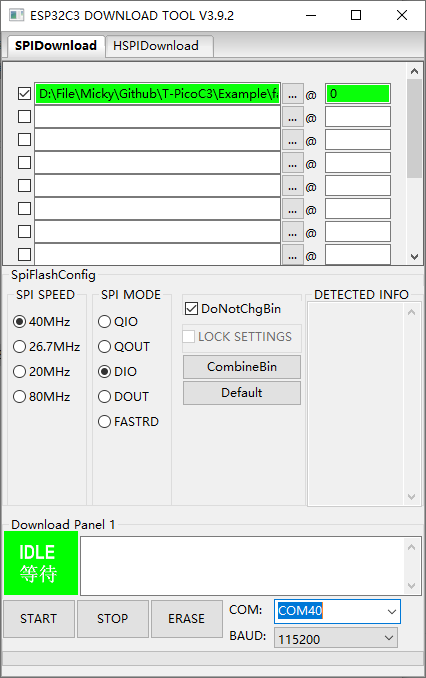 ESP32C3 DOWNLOAD TOOL V3.9.2
SPIDownload HSPIDownload
D:\File\Micky\Github\T-PicoC3\Example\fa ... @ 0
... @
... @
... @
... @
... @
... @
... @
SpiFlashConfig
SPI SPEED
40MHz
26.7MHz
20MHz
80MHz
SPI MODE
QIO
QOUT
DIO
DOUT
FASTRD
DoNotChgBin
LOCK SETTINGS
CombineBin
Default
DETECTED INFO
Download Panel 1
IDLE
等待
START STOP ERASE
COM: COM40
BAUD: 115200